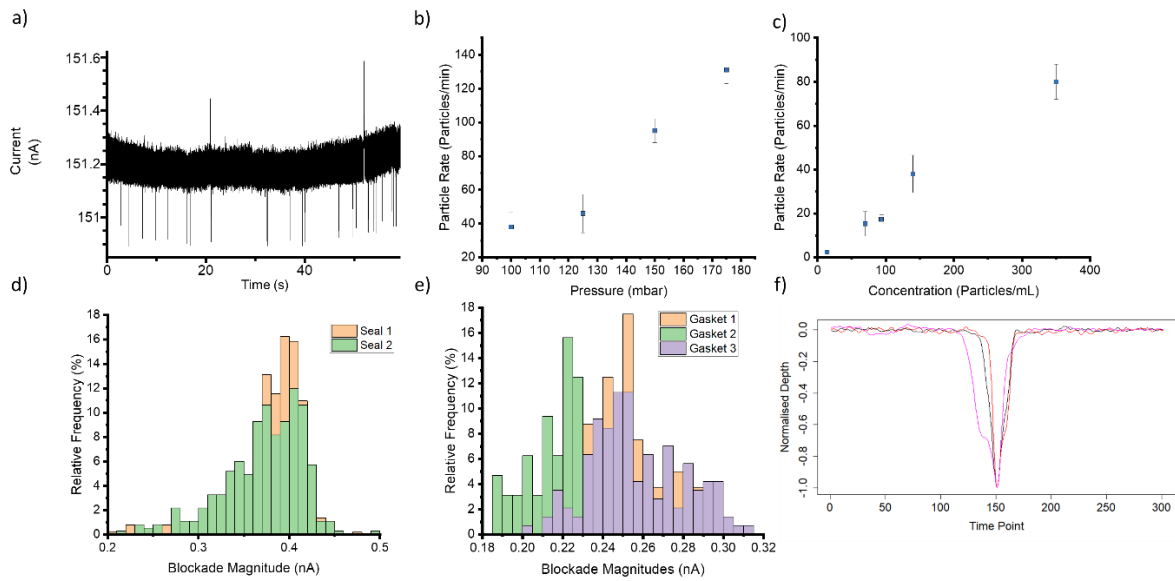 a)
151.6
151.4
151.2
151
Current
(nA)
0 20 40
Time (s)
b)
140
120
100
80
60
40
20
0
Particle Rate (Particles/min)
90 100 110 120 130 140 150 160 170 180
Pressure (mbar)
c)
100
80
60
40
20
0
Particle Rate (Particles/min)
0 100 200 300 400
Concentration (Particles/mL)
d)
18
16
14
12
10
8
6
4
2
0
Relative Frequency (%)
Seal 1
Seal 2
0.2 0.3 0.4 0.5
Blockade Magnitude (nA)
e)
18
16
14
12
10
8
6
4
2
0
Relative Frequency (%)
Gasket 1
Gasket 2
Gasket 3
0.18 0.20 0.22 0.24 0.26 0.28 0.30 0.32
Blockade Magnitudes (nA)
f)
0.0
-0.2
-0.4
-0.6
-0.8
-1.0
Normalised Depth
0 50 100 150 200 250 300
Time Point